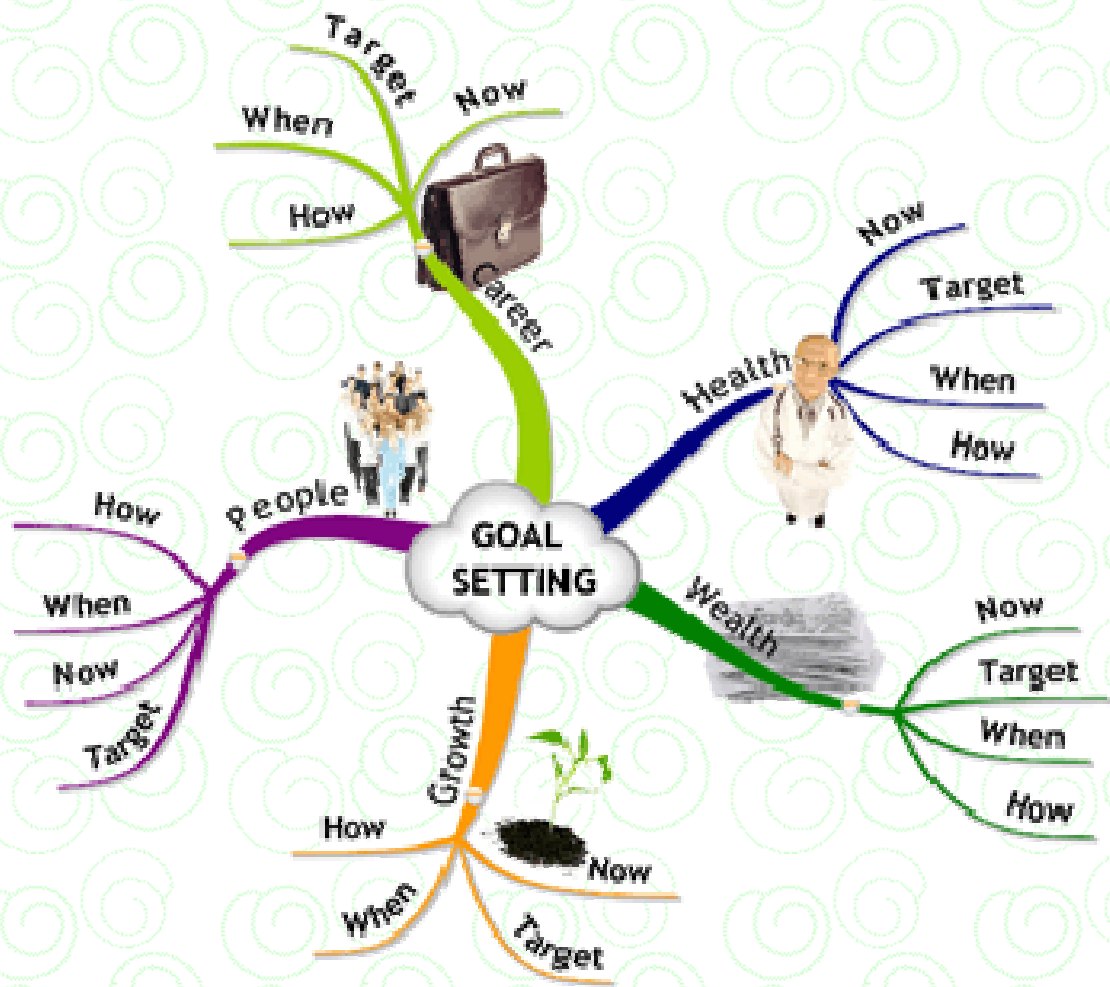 GOAL
SETTING
Career
Target
When
How
Now
Health
Now
Target
When
How
Wealth
Now
Target
When
How
Growth
How
When
Target
Now
People
How
When
Now
Target